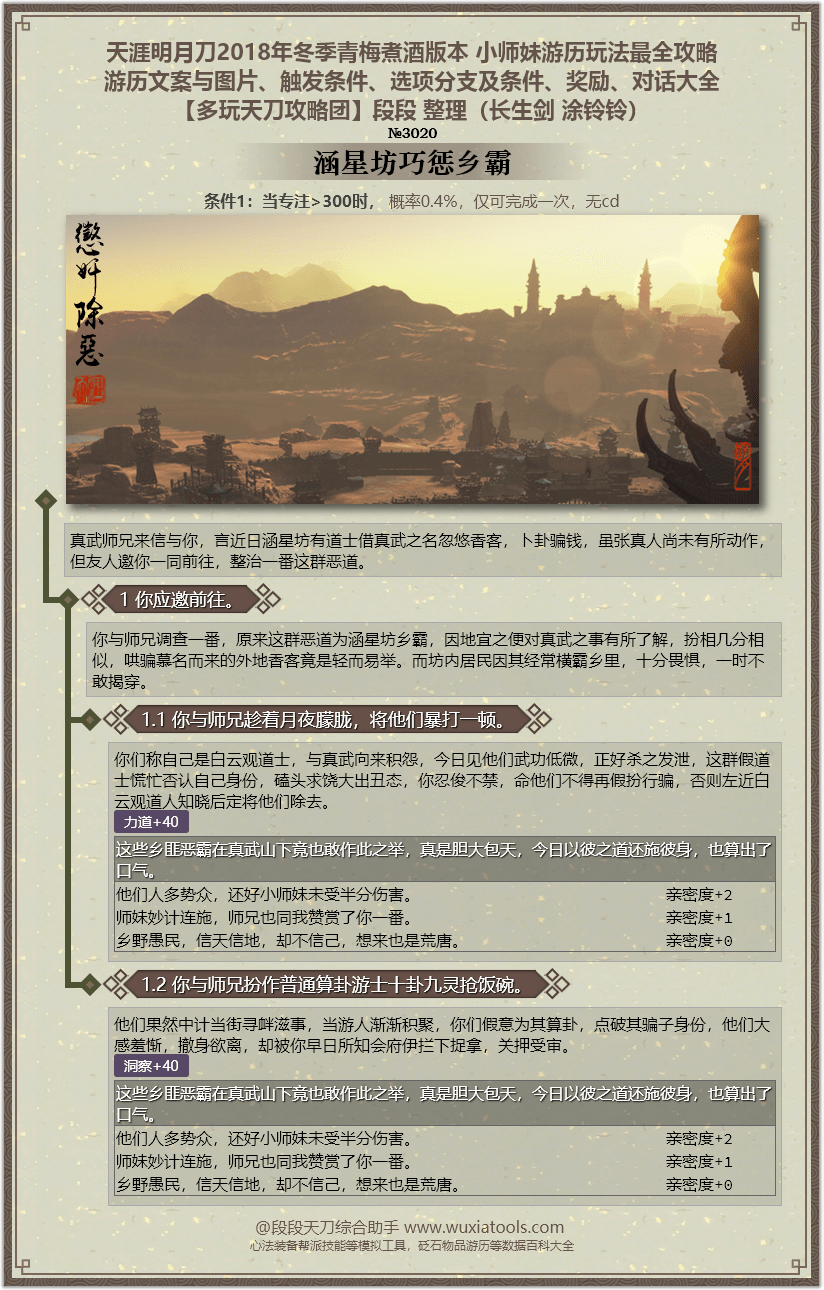 天涯明月刀2018年冬季青梅煮酒版本 小师妹游历玩法最全攻略
游历文案与图片、触发条件、选项分支及条件、奖励、对话大全
【多玩天刀攻略团】段段 整理（长生剑 涂铃铃）
№3020
涵星坊巧惩乡霸
条件1：当专注>300时， 概率0.4%，仅可完成一次，无cd
懲奸除惡
真武师兄来信与你，言近日涵星坊有道士借真武之名忽悠香客，卜卦骗钱，虽张真人尚未有所动作，
但友人邀你一同前往，整治一番这群恶道。
1 你应邀前往。
你与师兄调查一番，原来这群恶道为涵星坊乡霸，因地宜之便对真武之事有所了解，扮相几分相
似，哄骗慕名而来的外地香客竟是轻而易举。而坊内居民因其经常横霸乡里，十分畏惧，一时不
敢揭穿。
1.1 你与师兄趁着月夜朦胧，将他们暴打一顿。
你们称自己是白云观道士，与真武向来积怨，今日见他们武功低微，正好杀之发泄，这群假道
士慌忙否认自己身份，磕头求饶大出丑态，你忍俊不禁，命他们不得再假扮行骗，否则左近白
云观道人知晓后定将他们除去。
力道+40
这些乡匪恶霸在真武山下竟也敢作此之举，真是胆大包天，今日以彼之道还施彼身，也算出了
口气。
他们人多势众，还好小师妹未受半分伤害。 亲密度+2
师妹妙计连施，师兄也同我赞赏了你一番。 亲密度+1
乡野愚民，信天信地，却不信己，想来也是荒唐。 亲密度+0
1.2 你与师兄扮作普通算卦游士十卦九灵抢饭碗。
他们果然中计当街寻衅滋事，当游人渐渐积聚，你们假意为其算卦，点破其骗子身份，他们大
感羞惭，撤身欲离，却被你早日所知会府伊拦下捉拿，关押受审。
洞察+40
这些乡匪恶霸在真武山下竟也敢作此之举，真是胆大包天，今日以彼之道还施彼身，也算出了
口气。
他们人多势众，还好小师妹未受半分伤害。 亲密度+2
师妹妙计连施，师兄也同我赞赏了你一番。 亲密度+1
乡野愚民，信天信地，却不信己，想来也是荒唐。 亲密度+0
@段段天刀综合助手 www.wuxiatools.com
心法装备帮派技能等模拟工具，砭石物品游历等数据百科大全